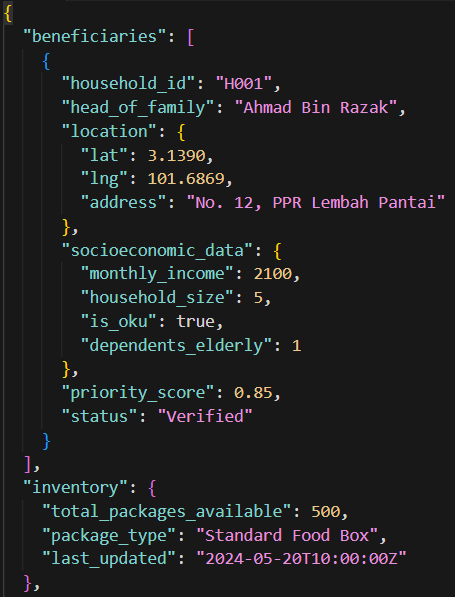 {
  "beneficiaries": [
    {
      "household_id": "H001",
      "head_of_family": "Ahmad Bin Razak",
      "location": {
        "lat": 3.1390,
        "lng": 101.6869,
        "address": "No. 12, PPR Lembah Pantai"
      },
      "socioeconomic_data": {
        "monthly_income": 2100,
        "household_size": 5,
        "is_oku": true,
        "dependents_elderly": 1
      },
      "priority_score": 0.85,
      "status": "Verified"
    }
  ],
  "inventory": {
    "total_packages_available": 500,
    "package_type": "Standard Food Box",
    "last_updated": "2024-05-20T10:00:00Z"
  },